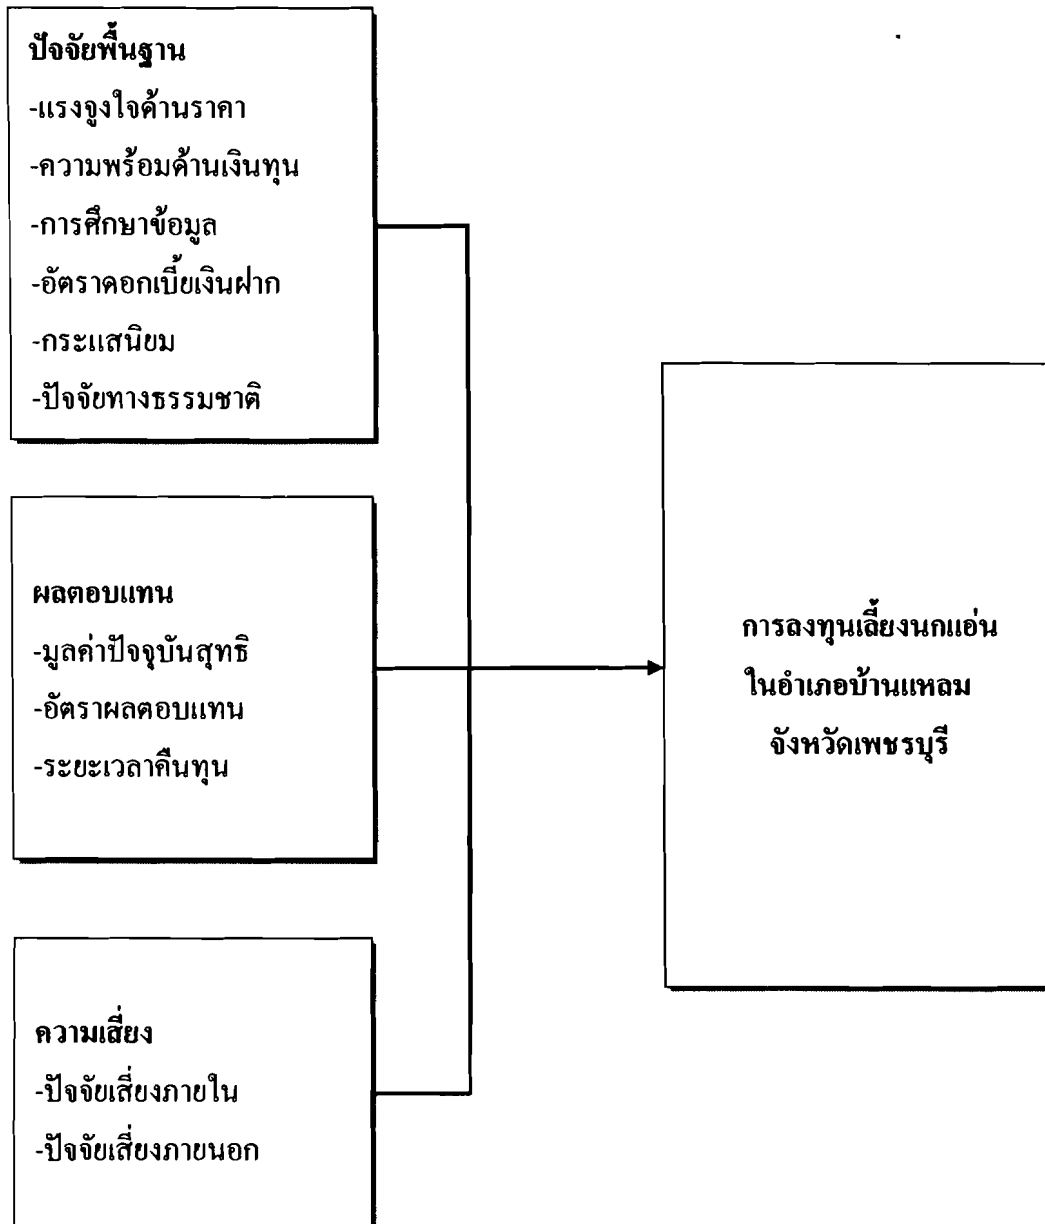 ปัจจัยพื้นฐาน
-แรงจูงใจด้านราคา
-ความพร้อมด้านเงินทุน
-การศึกษาข้อมูล
-อัตราดอกเบี้ยเงินฝาก
-กระแสนิยม
-ปัจจัยทางธรรมชาติ
ผลตอบแทน
-มูลค่าปัจจุบันสุทธิ
-อัตราผลตอบแทน
-ระยะเวลาคืนทุน
การลงทุนเลี้ยงนกแอ่น
ในอำเภอบ้านแหลม
จังหวัดเพชรบุรี
ความเสี่ยง
-ปัจจัยเสี่ยงภายใน
-ปัจจัยเสี่ยงภายนอก